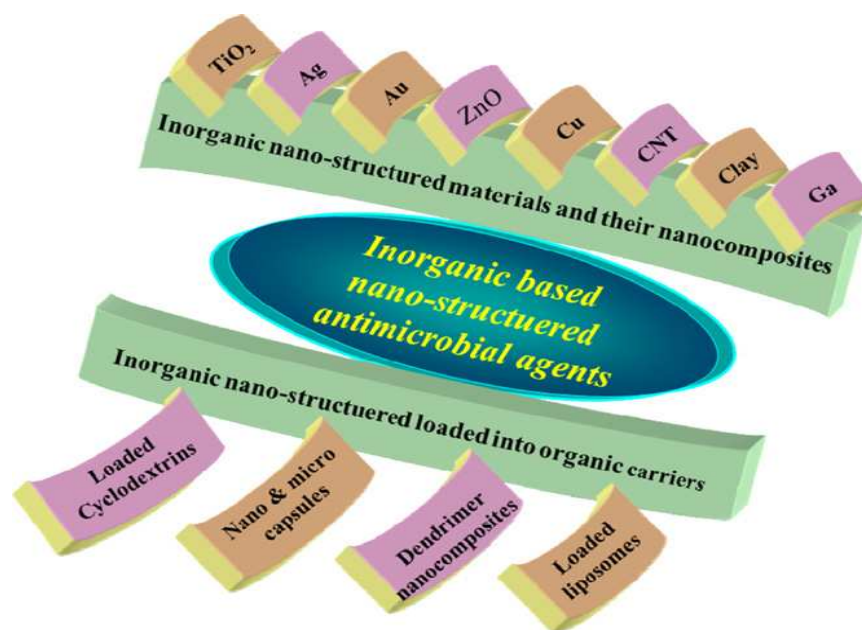 TiO₂
Ag
Au
ZnO
Cu
CNT
Clay
Ga
Inorganic nano-structured materials and their nanocomposites
Inorganic based
nano-structuered
antimicrobial agents
Inorganic nano-structuered loaded into organic carriers
Loaded
Cyclodextrins
Nano & micro
capsules
Dendrimer
nanocomposites
Loaded
liposomes